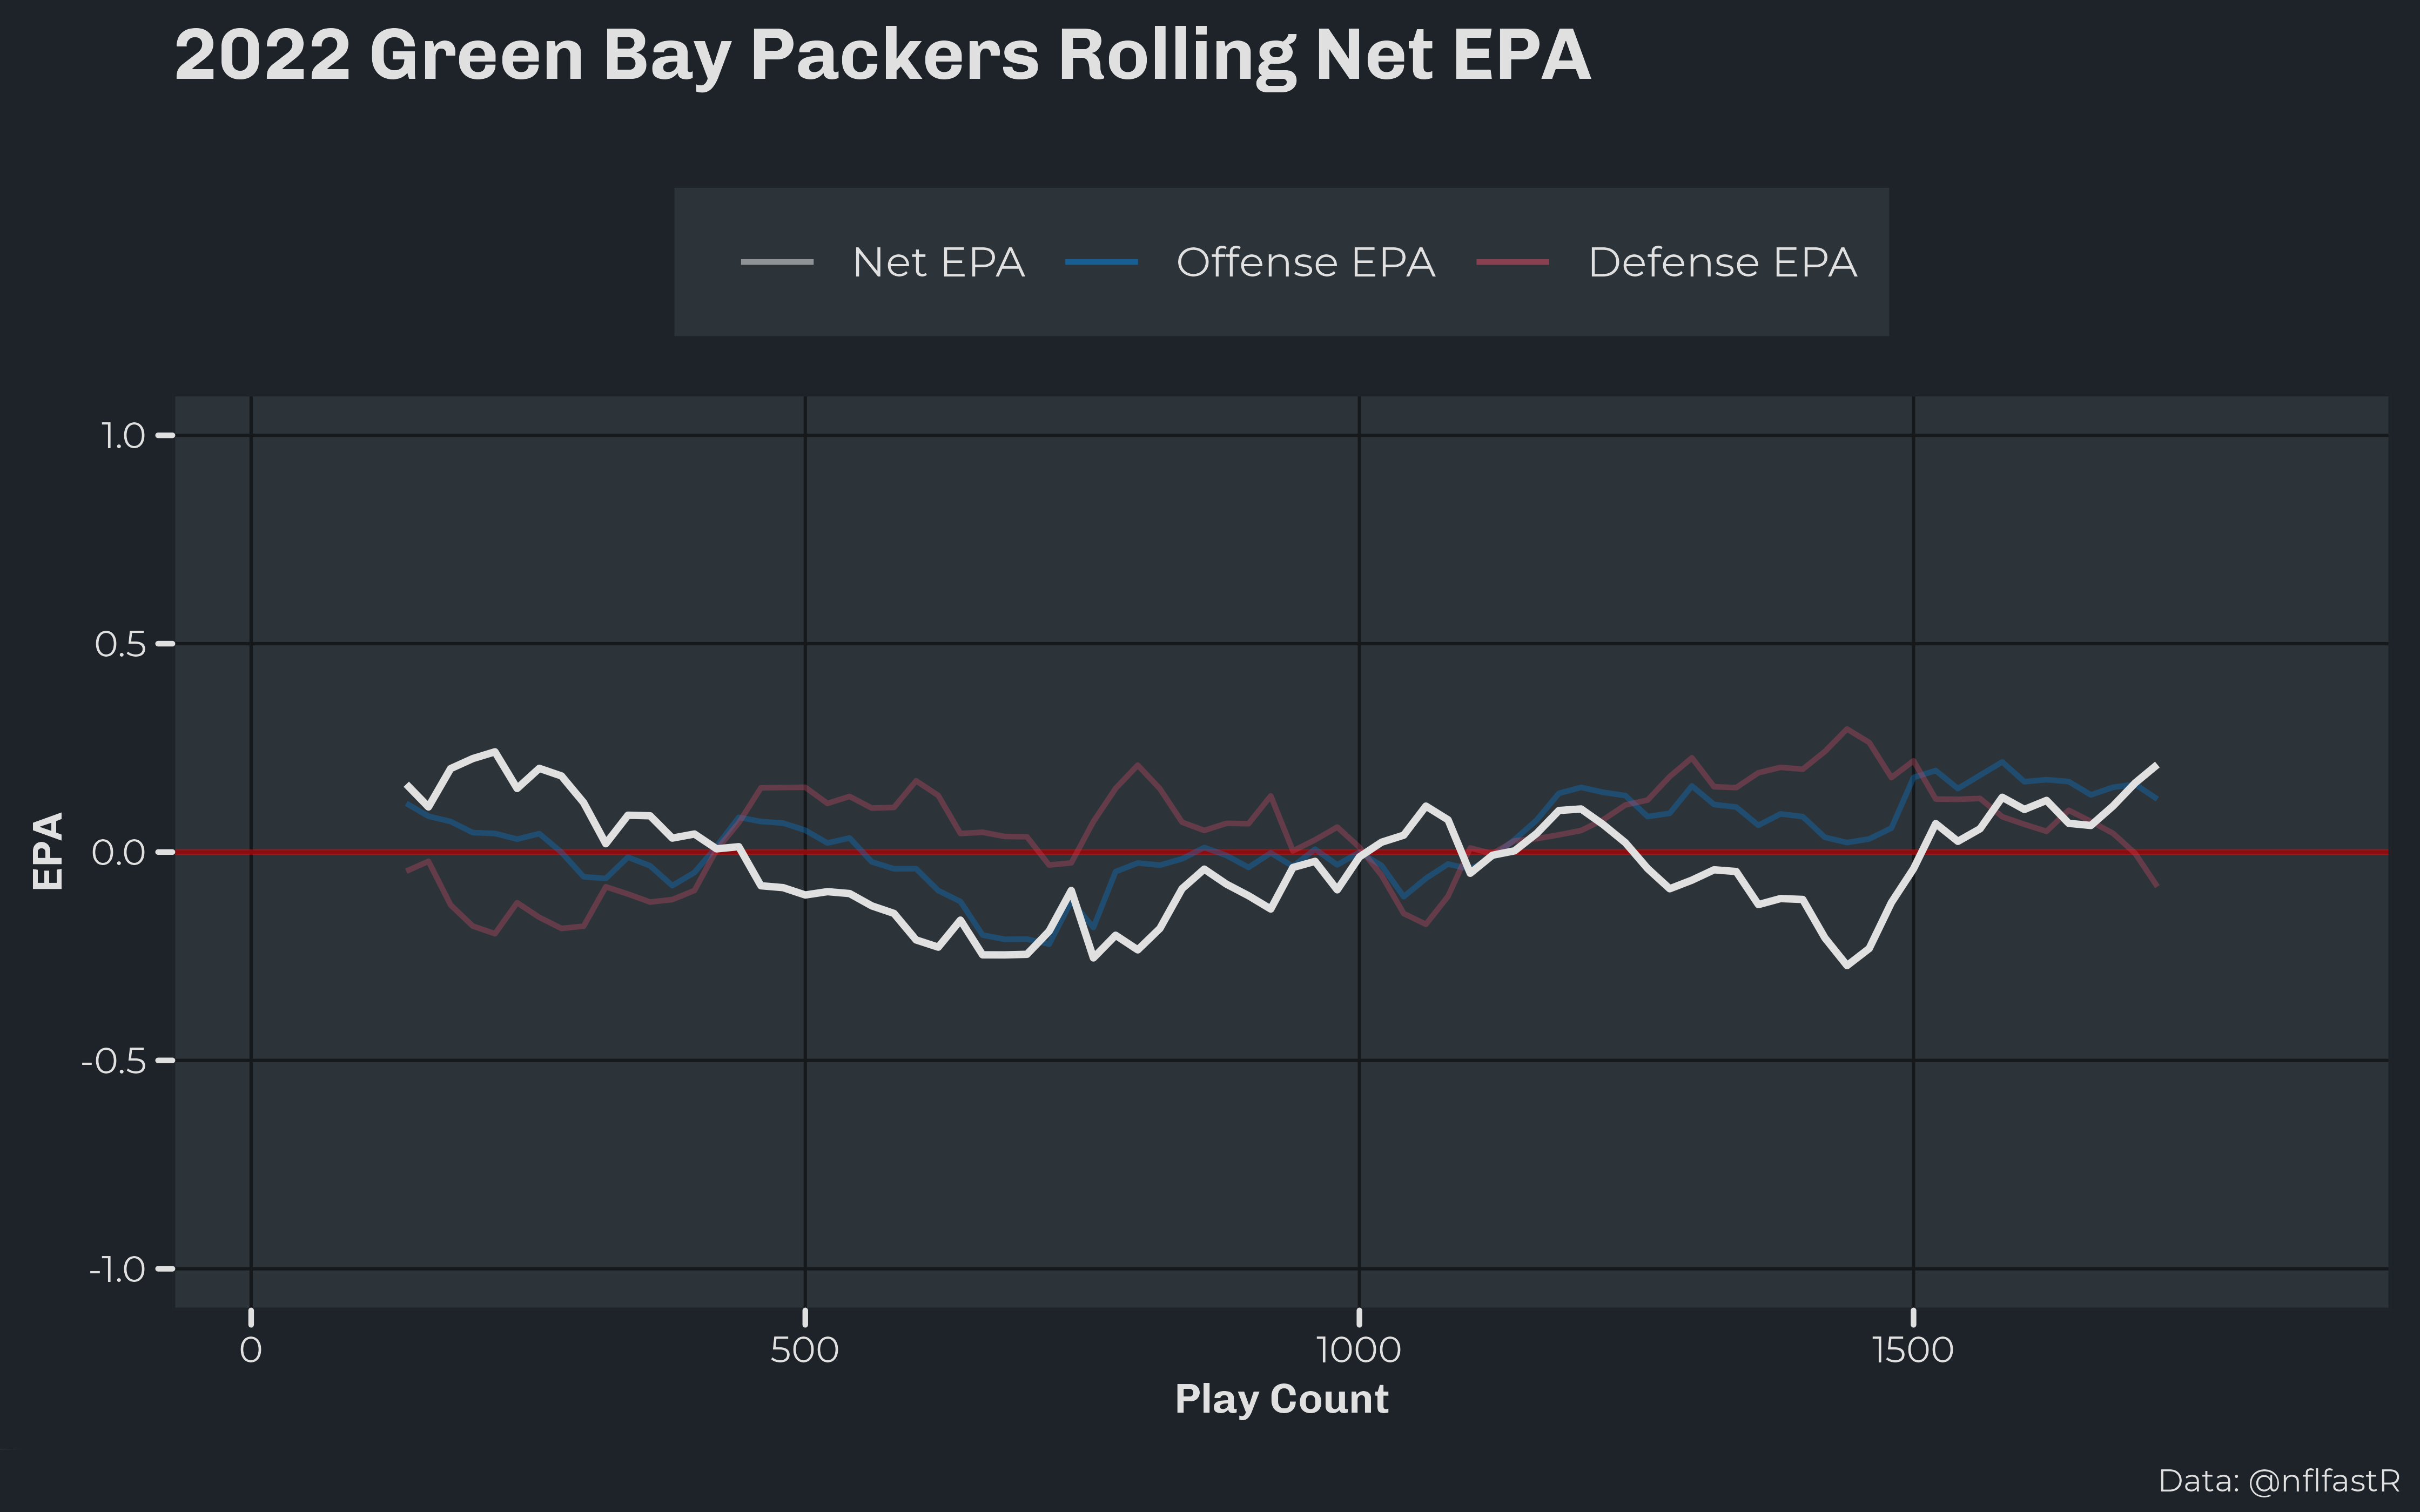 2022 Green Bay Packers Rolling Net EPA
Net EPA Offense EPA Defense EPA
1.0
0.5
0.0
-0.5
-1.0
EPA
0 500 1000 1500
Play Count
Data: @nflfastR